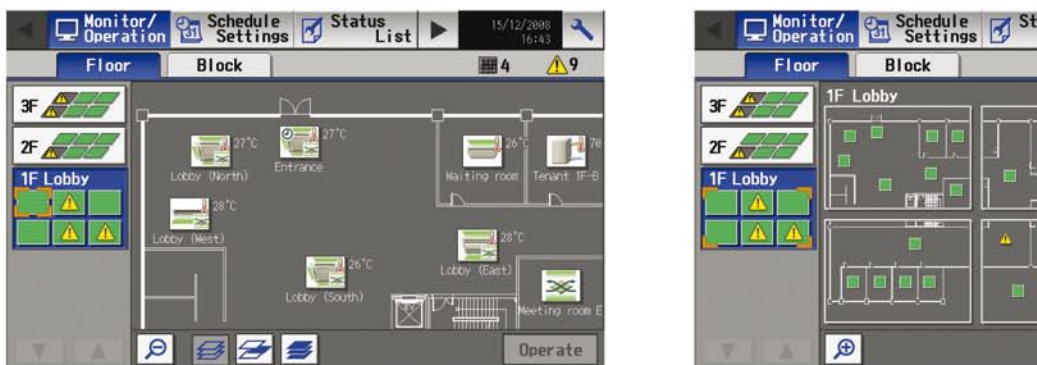 Monitor/
Operation
Schedule
Settings
Status
List
15/12/2008
16:43
Floor
Block
4
9
3F
2F
1F Lobby
27°C
Lobby (North)
27°C
Entrance
26°C
Waiting room
70
Tenant 1F-B
28°C
Lobby (West)
26°C
Lobby (South)
28°C
Lobby (East)
Meeting room E
Operate
Monitor/
Operation
Schedule
Settings
St
Floor
Block
3F
2F
1F Lobby
1F Lobby